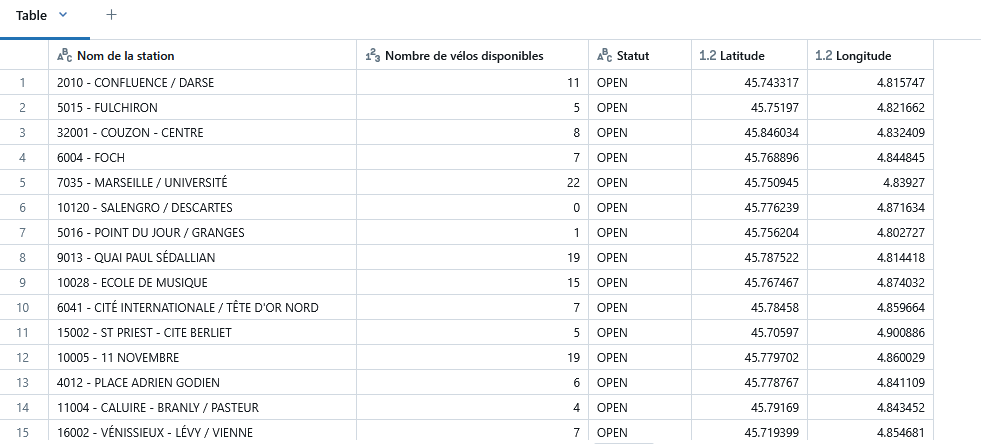 Table +
ABC Nom de la station 123 Nombre de vélos disponibles ABC Statut 1.2 Latitude 1.2 Longitude
1 2010 - CONFLUENCE / DARSE 11 OPEN 45.743317 4.815747
2 5015 - FULCHIRON 5 OPEN 45.75197 4.821662
3 32001 - COUZON - CENTRE 8 OPEN 45.846034 4.832409
4 6004 - FOCH 7 OPEN 45.768896 4.844845
5 7035 - MARSEILLE / UNIVERSITÉ 22 OPEN 45.750945 4.83927
6 10120 - SALENGRO / DESCARTES 0 OPEN 45.776239 4.871634
7 5016 - POINT DU JOUR / GRANGES 1 OPEN 45.756204 4.802727
8 9013 - QUAI PAUL SÉDALLIAN 19 OPEN 45.787522 4.814418
9 10028 - ECOLE DE MUSIQUE 15 OPEN 45.767467 4.874032
10 6041 - CITÉ INTERNATIONALE / TÊTE D'OR NORD 7 OPEN 45.78458 4.859664
11 15002 - ST PRIEST - CITE BERLIET 5 OPEN 45.70597 4.900886
12 10005 - 11 NOVEMBRE 19 OPEN 45.779702 4.860029
13 4012 - PLACE ADRIEN GODIEN 6 OPEN 45.778767 4.841109
14 11004 - CALUIRE - BRANLY / PASTEUR 4 OPEN 45.79169 4.843452
15 16002 - VÉNISSIEUX - LÉVY / VIENNE 7 OPEN 45.719399 4.854681